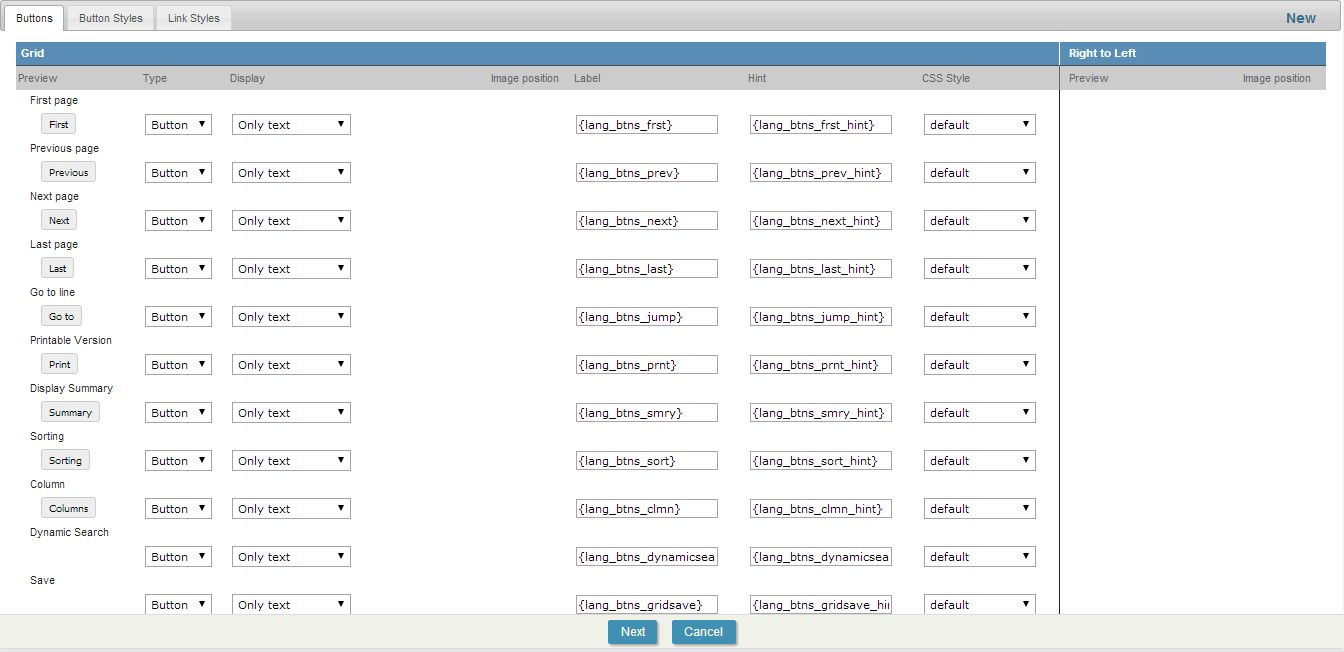 Buttons Button Styles Link Styles New
Grid Right to Left
Preview Type Display Image position Label Hint CSS Style Preview Image position
First page
First Button Only text {lang_btns_frst} {lang_btns_frst_hint} default
Previous page
Previous Button Only text {lang_btns_prev} {lang_btns_prev_hint} default
Next page
Next Button Only text {lang_btns_next} {lang_btns_next_hint} default
Last page
Last Button Only text {lang_btns_last} {lang_btns_last_hint} default
Go to line
Go to Button Only text {lang_btns_jump} {lang_btns_jump_hint} default
Printable Version
Print Button Only text {lang_btns_prnt} {lang_btns_prnt_hint} default
Display Summary
Summary Button Only text {lang_btns_smry} {lang_btns_smry_hint} default
Sorting
Sorting Button Only text {lang_btns_sort} {lang_btns_sort_hint} default
Column
Columns Button Only text {lang_btns_clmn} {lang_btns_clmn_hint} default
Dynamic Search
Button Only text {lang_btns_dynamicsea {lang_btns_dynamicsea default
Save
Button Only text {lang_btns_gridsave} {lang_btns_gridsave_hi default
Next Cancel